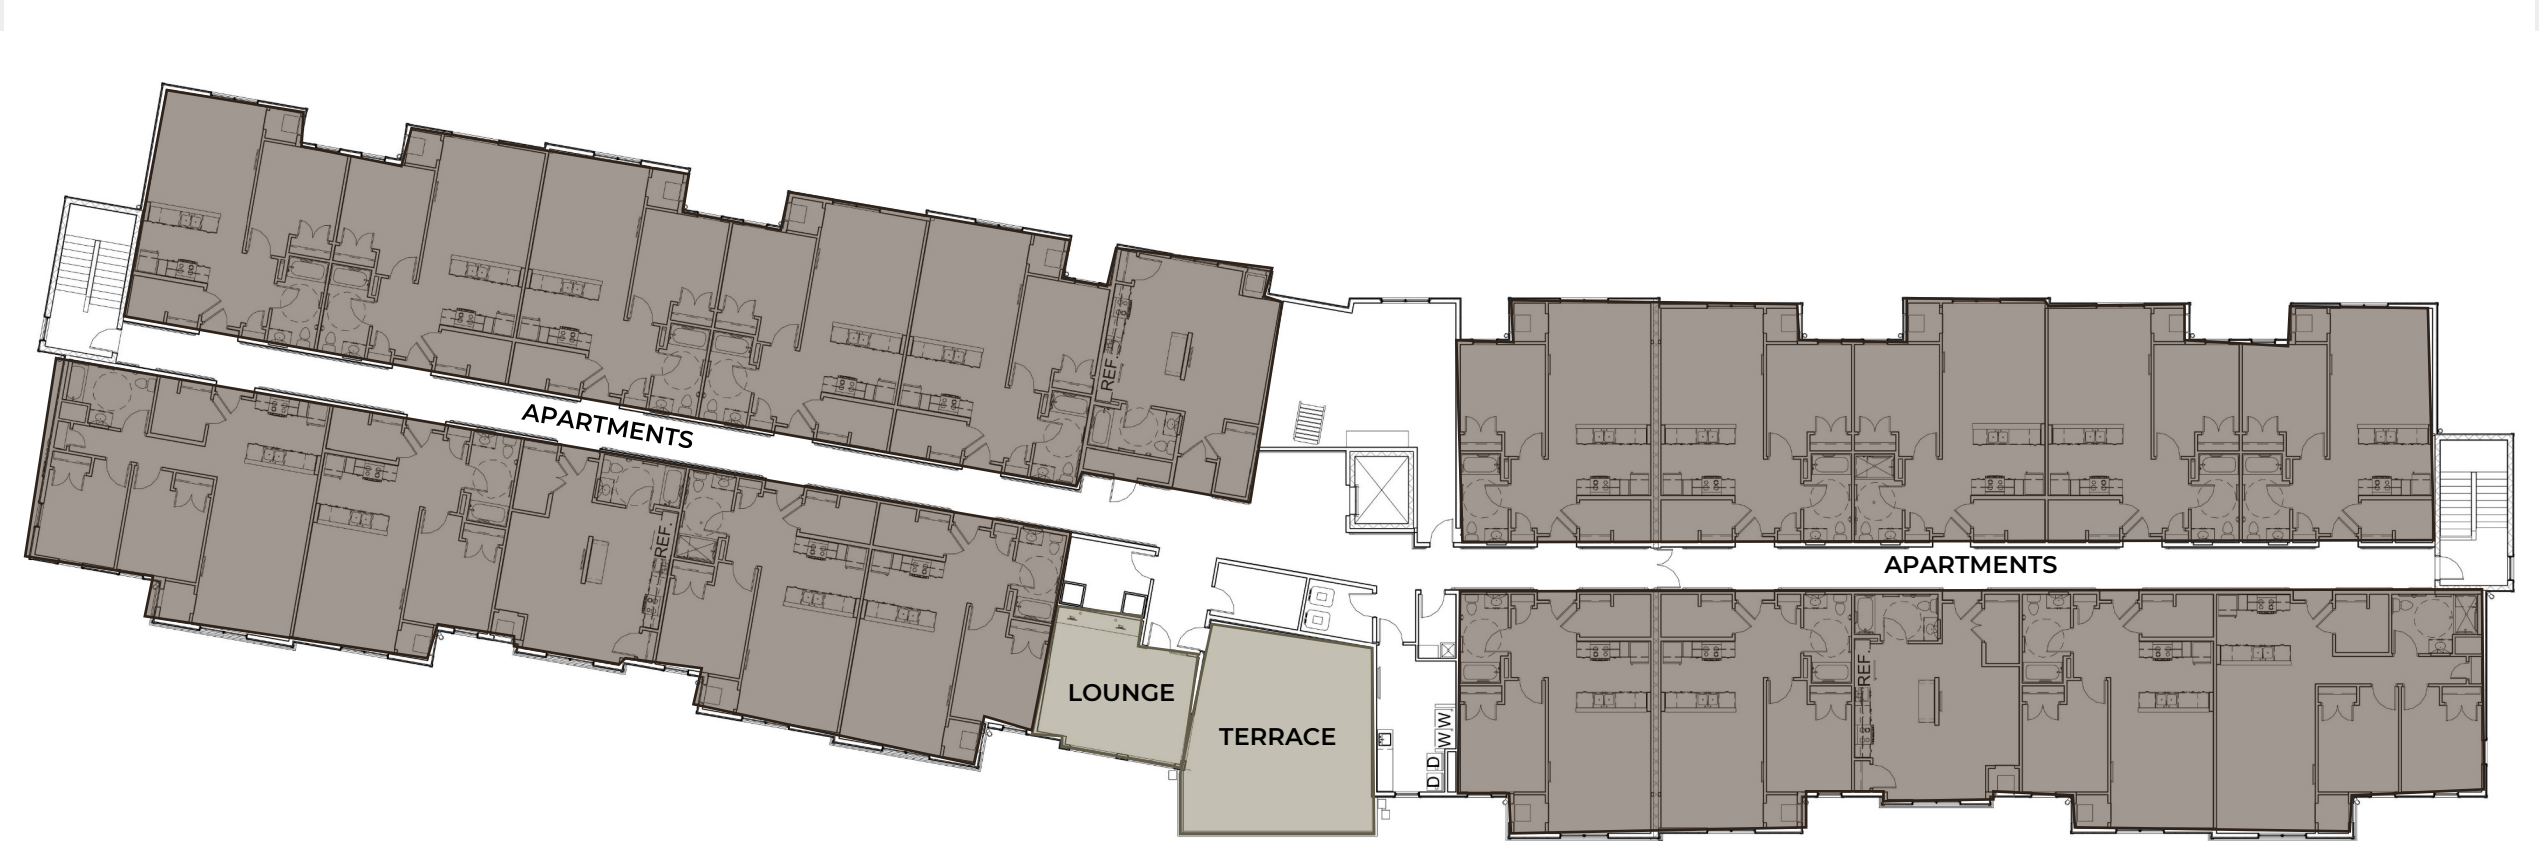 REF.
APARTMENTS
REF.
APARTMENTS
LOUNGE
TERRACE
W W
D D
REF.